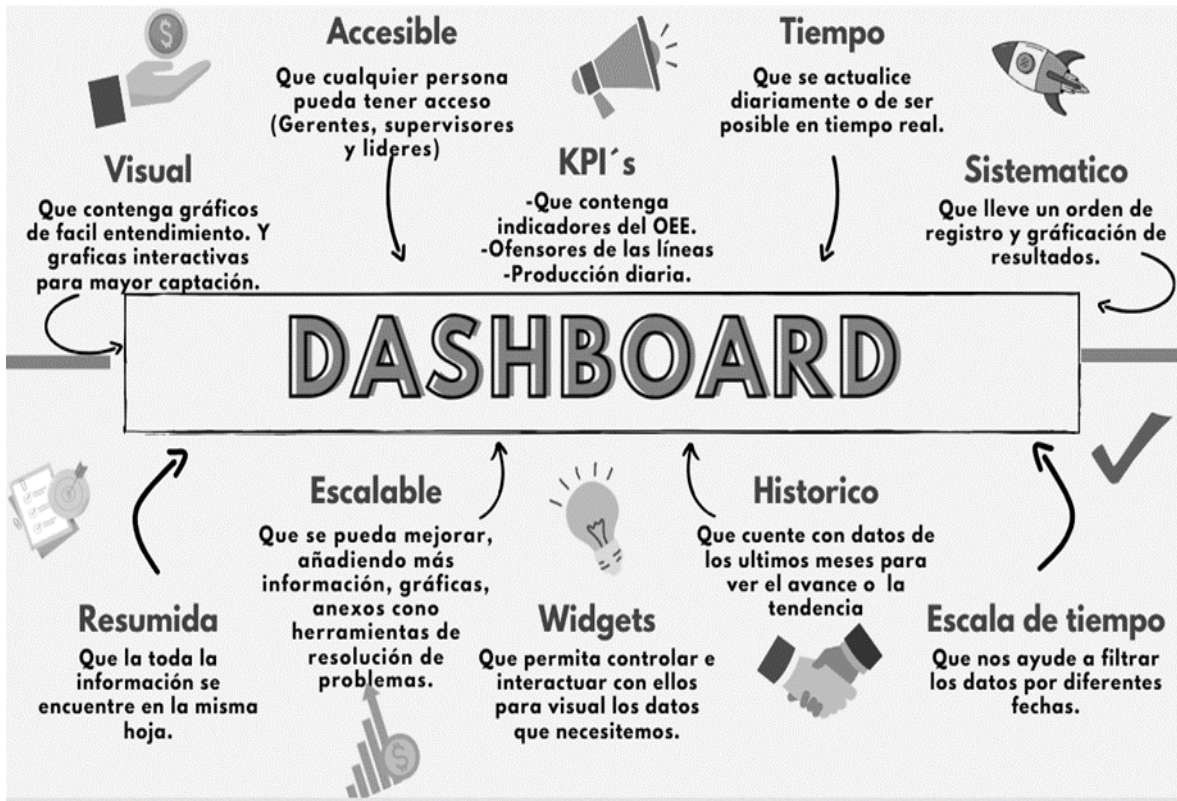 Accesible
Que cualquier persona
pueda tener acceso
(Gerentes, supervisores
y lideres)
Tiempo
Que se actualice
diariamente o de ser
posible en tiempo real.
Visual
Que contenga gráficos
de facil entendimiento. Y
graficas interactivas
para mayor captación.
KPI´s
-Que contenga
indicadores del OEE.
-Ofensores de las líneas
-Producción diaria.
Sistematico
Que lleve un orden de
registro y gráficación de
resultados.
DASHBOARD
Escalable
Que se pueda mejorar,
añadiendo más
información, gráficas,
anexos cono
herramientas de
resolución de
problemas.
Historico
Que cuente con datos de
los ultimos meses para
ver el avance o la
tendencia
Resumida
Que la toda la
información se
encuentre en la misma
hoja.
Widgets
Que permita controlar e
interactuar con ellos
para visual los datos
que necesitemos.
Escala de tiempo
Que nos ayude a filtrar
los datos por diferentes
fechas.
$
$